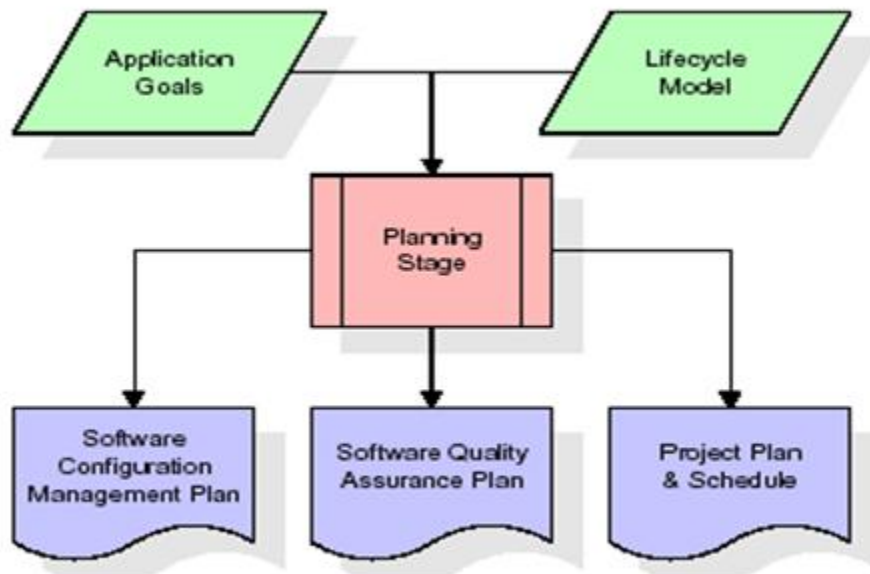 Application
Goals
Lifecycle
Model
Planning
Stage
Software
Configuration
Management Plan
Software Quality
Assurance Plan
Project Plan
& Schedule